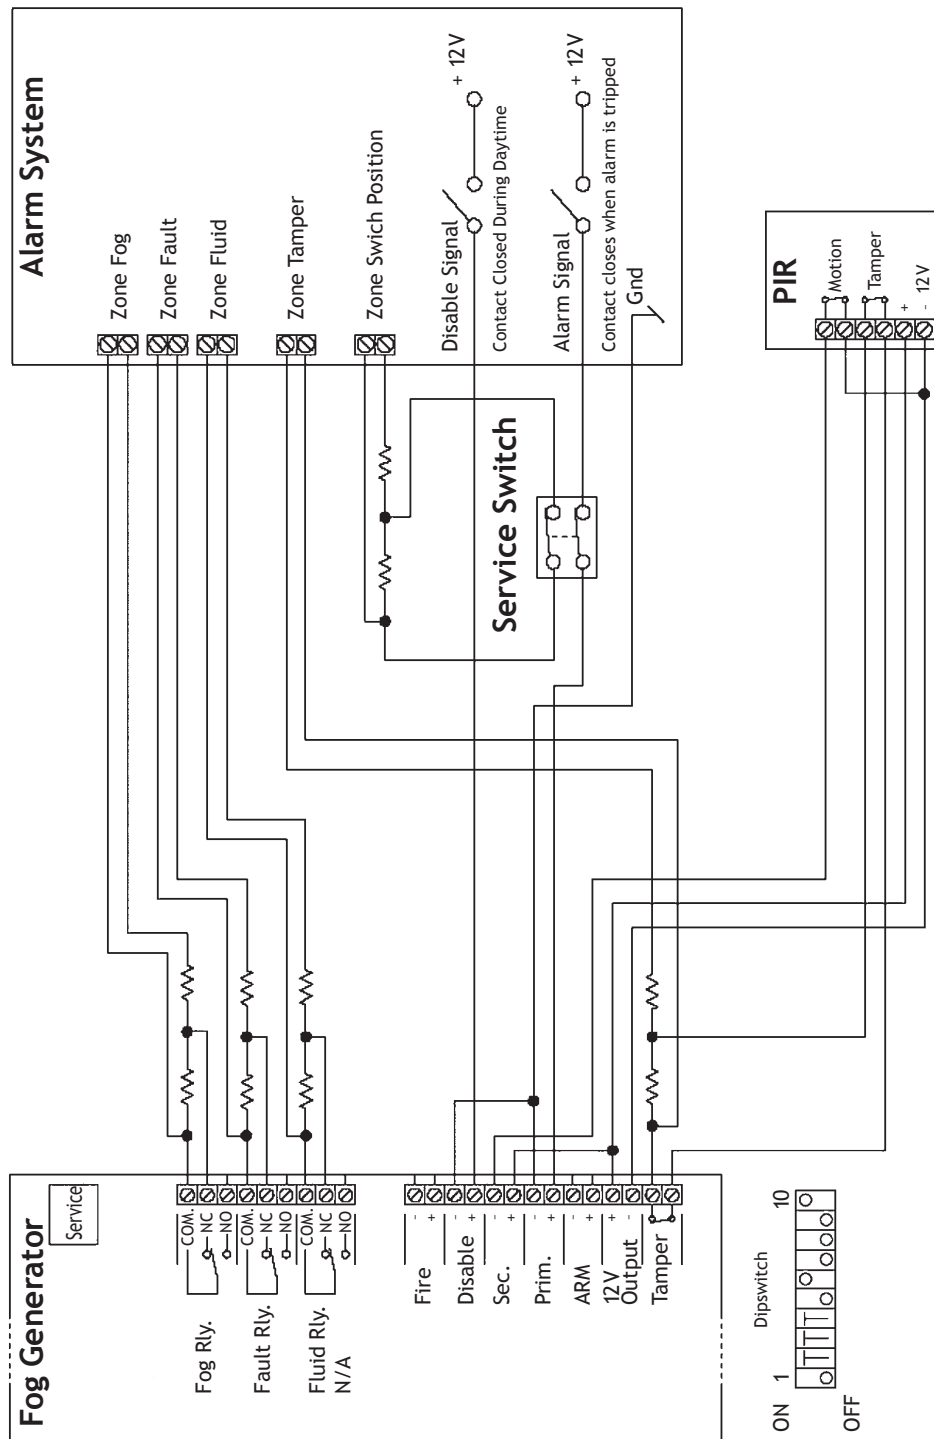 Alarm System
Zone Fog
Zone Fault
Zone Fluid
Zone Tamper
Zone Swich Position
Disable Signal
+ 12V
Contact Closed During Daytime
Alarm Signal
+ 12V
Contact closes when alarm is tripped
Gnd
PIR
Motion
Tamper
+
-
12V
Service Switch
Fog Generator
Service
Fog Rly.
COM.
NC
NO
Fault Rly.
COM.
NC
NO
Fluid Rly.
N/A
COM.
NC
NO
Fire
-
+
Disable
-
+
Sec.
-
+
Prim.
-
+
ARM
-
+
12V
Output
+
-
Tamper
Dipswitch
ON
1
10
OFF